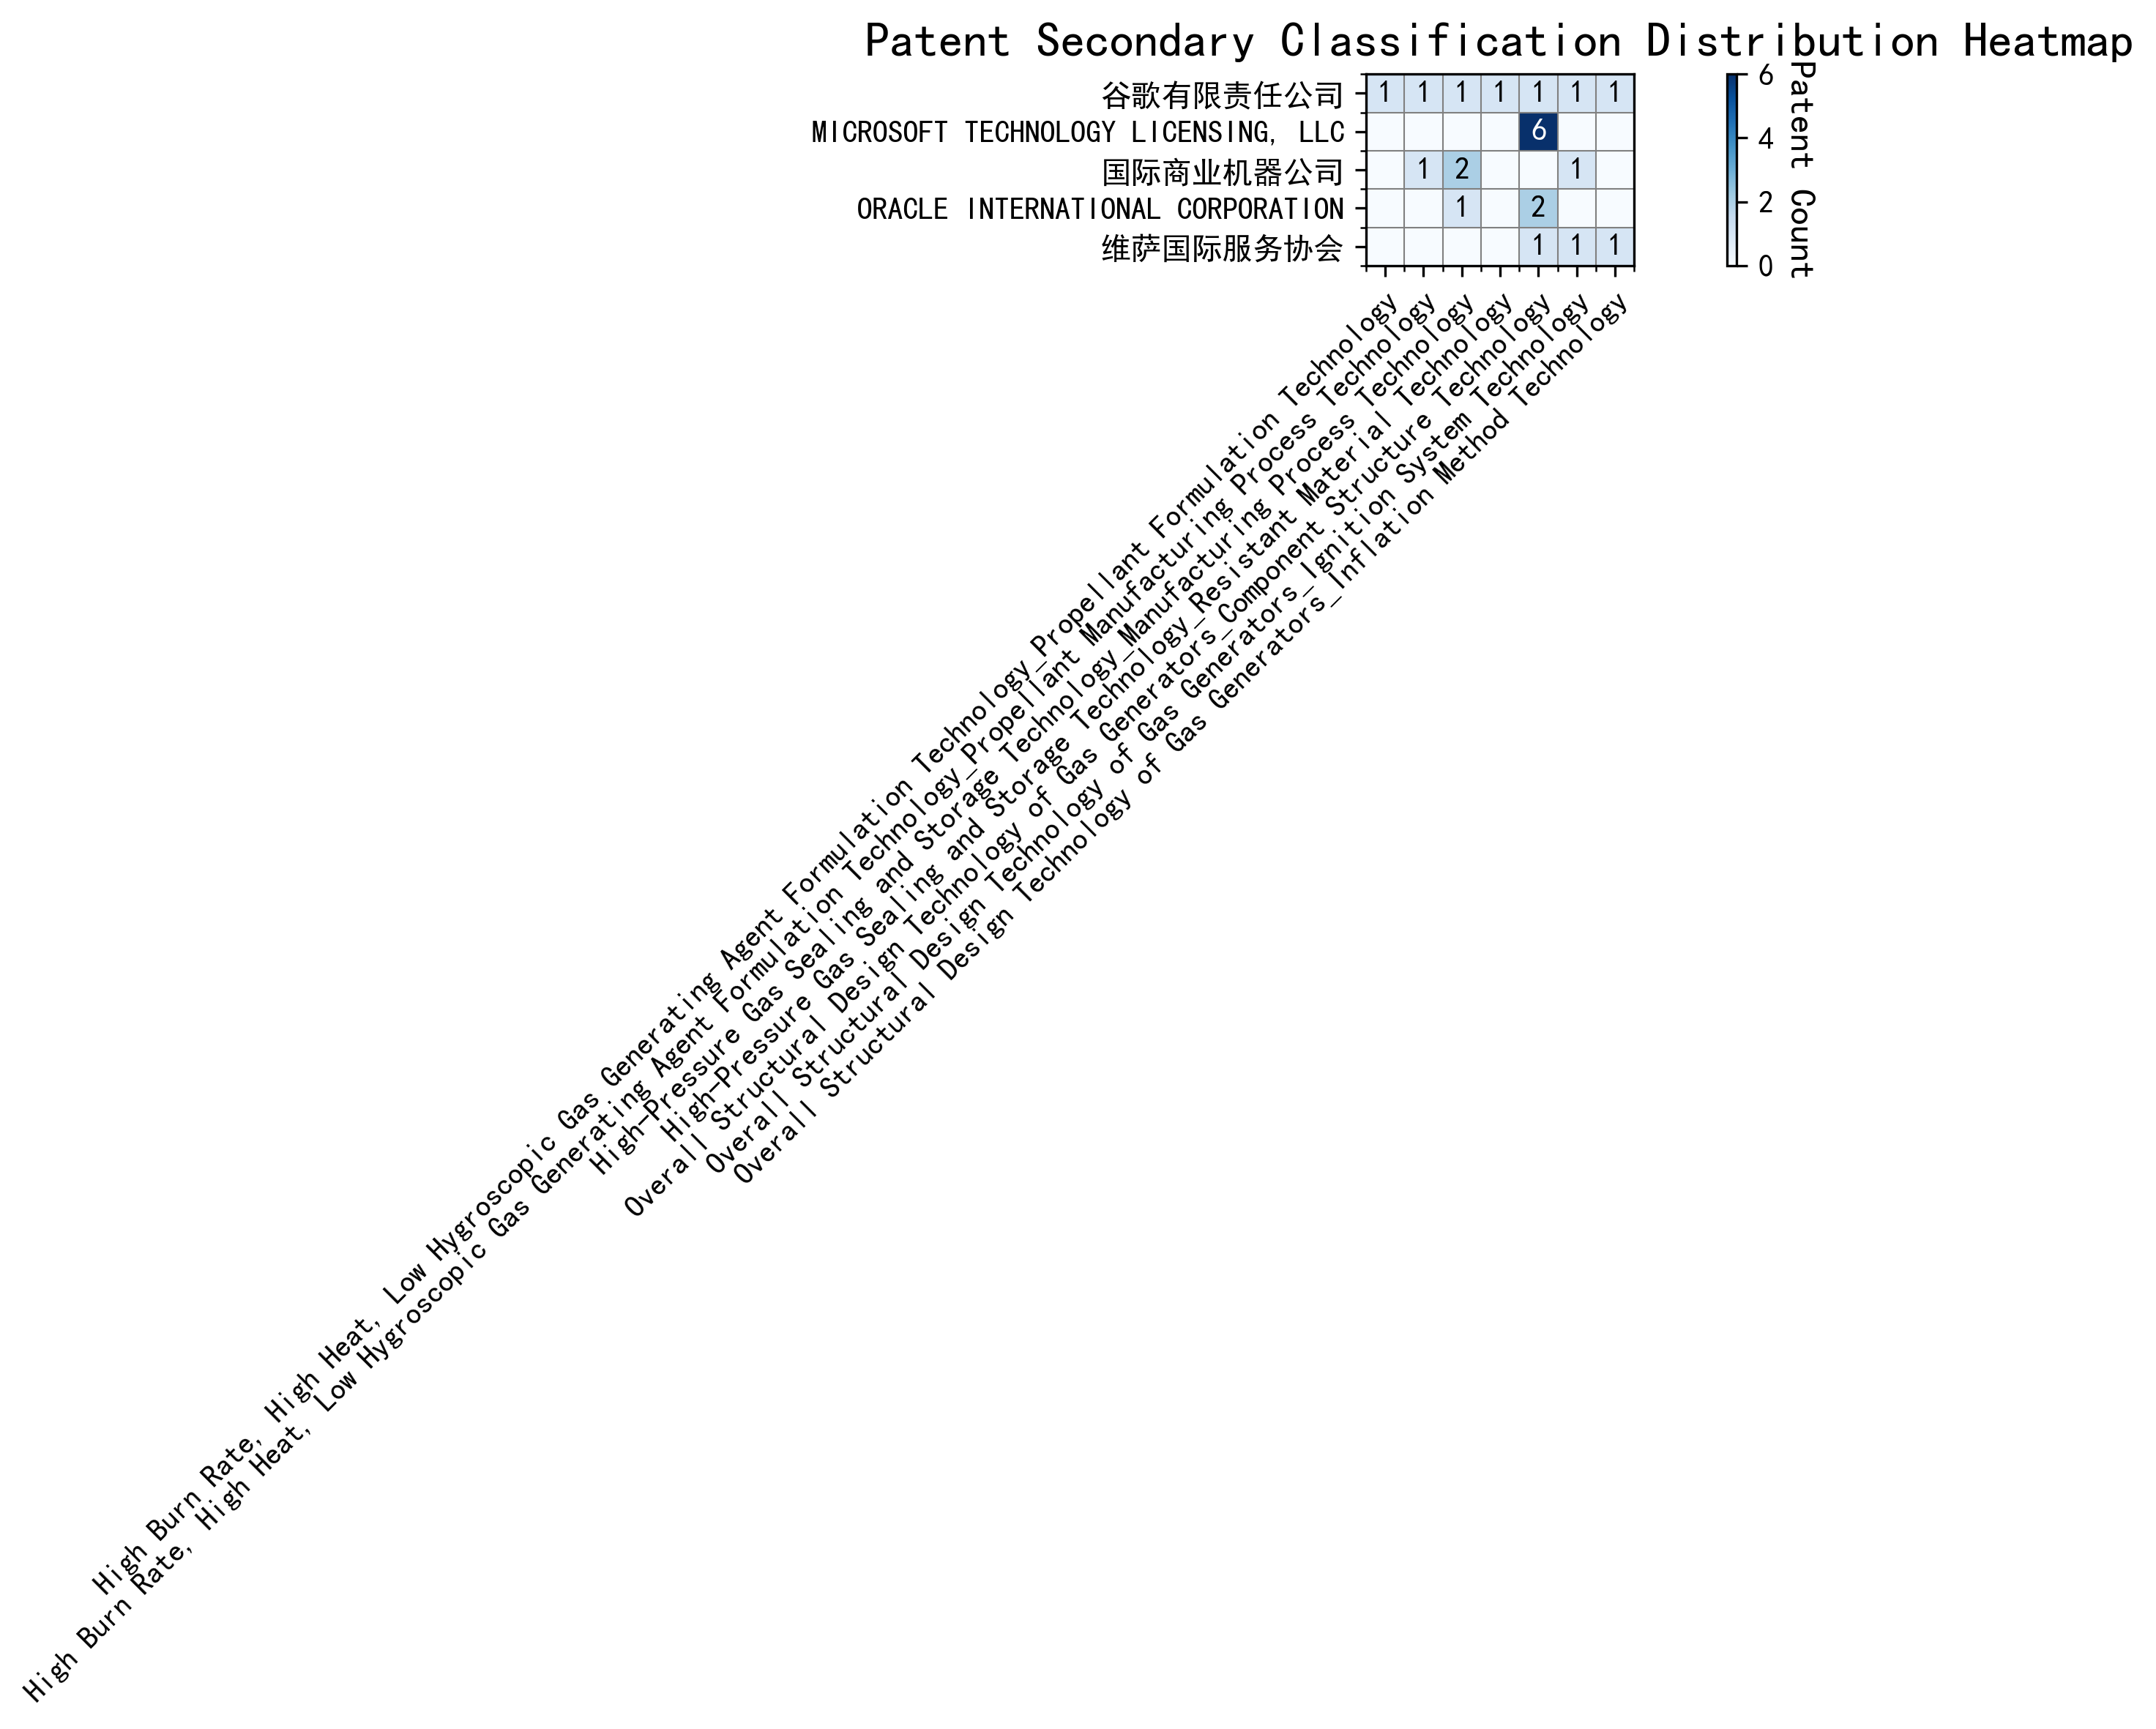 Patent Secondary Classification Distribution Heatmap
谷歌有限责任公司 1 1 1 1 1 1 1
MICROSOFT TECHNOLOGY LICENSING, LLC 6
国际商业机器公司 1 2 1
ORACLE INTERNATIONAL CORPORATION 1 2
维萨国际服务协会 1 1 1
High Burn Rate, High Heat, Low Hygroscopic Gas Generating Agent Formulation Technology_Propellant Formulation Technology
High Burn Rate, High Heat, Low Hygroscopic Gas Generating Agent Formulation Technology_Propellant Manufacturing Process Technology
High-Pressure Gas Sealing and Storage Technology_Manufacturing Process Technology
High-Pressure Gas Sealing and Storage Technology_Resistant Material Technology
Overall Structural Design Technology of Gas Generators_Component Structure Technology
Overall Structural Design Technology of Gas Generators_Ignition System Technology
Overall Structural Design Technology of Gas Generators_Inflation Method Technology
6
4
2
0
Patent Count